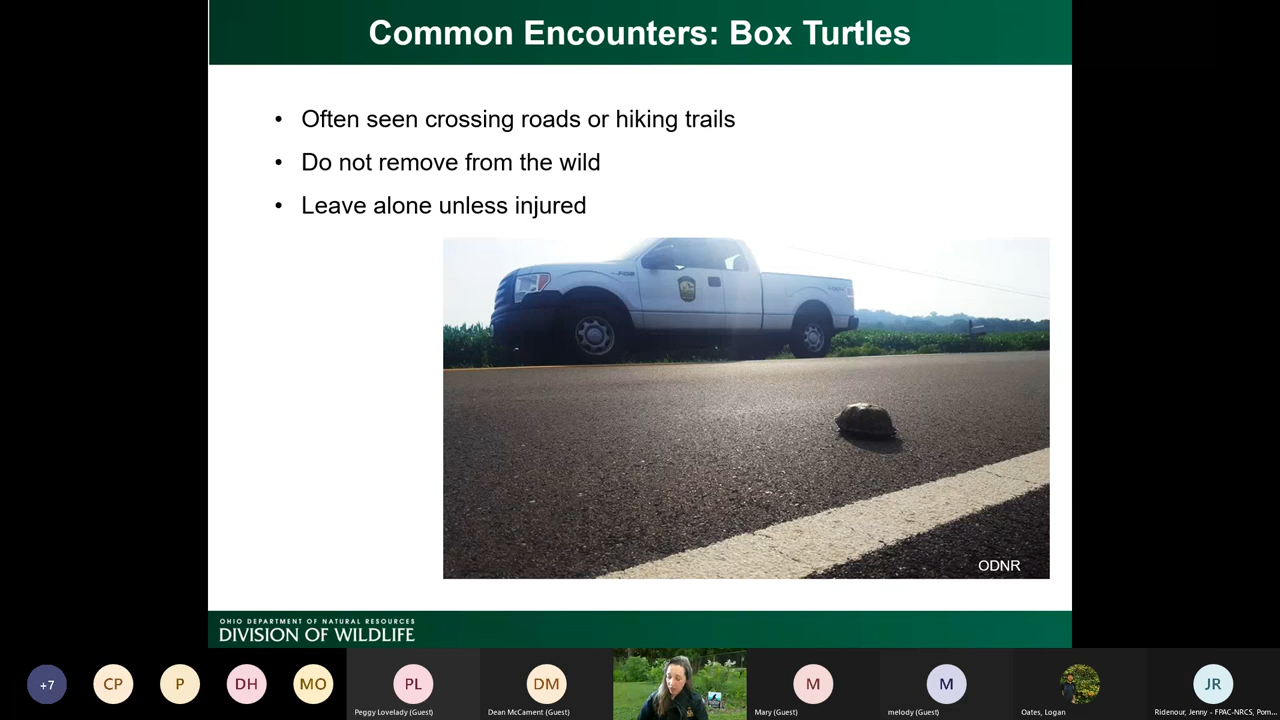 Common Encounters: Box Turtles
• Often seen crossing roads or hiking trails
• Do not remove from the wild
• Leave alone unless injured
ODNR
OHIO DEPARTMENT OF NATURAL RESOURCES
DIVISION OF WILDLIFE
+7
CP
P
DH
MO
PL
DM
M
M
JR
Peggy Lovelady (Guest)
Dean McCament (Guest)
Mary (Guest)
melody (Guest)
Oates, Logan
Ridenour, Jenny - FPAC-NRCS, Pom...